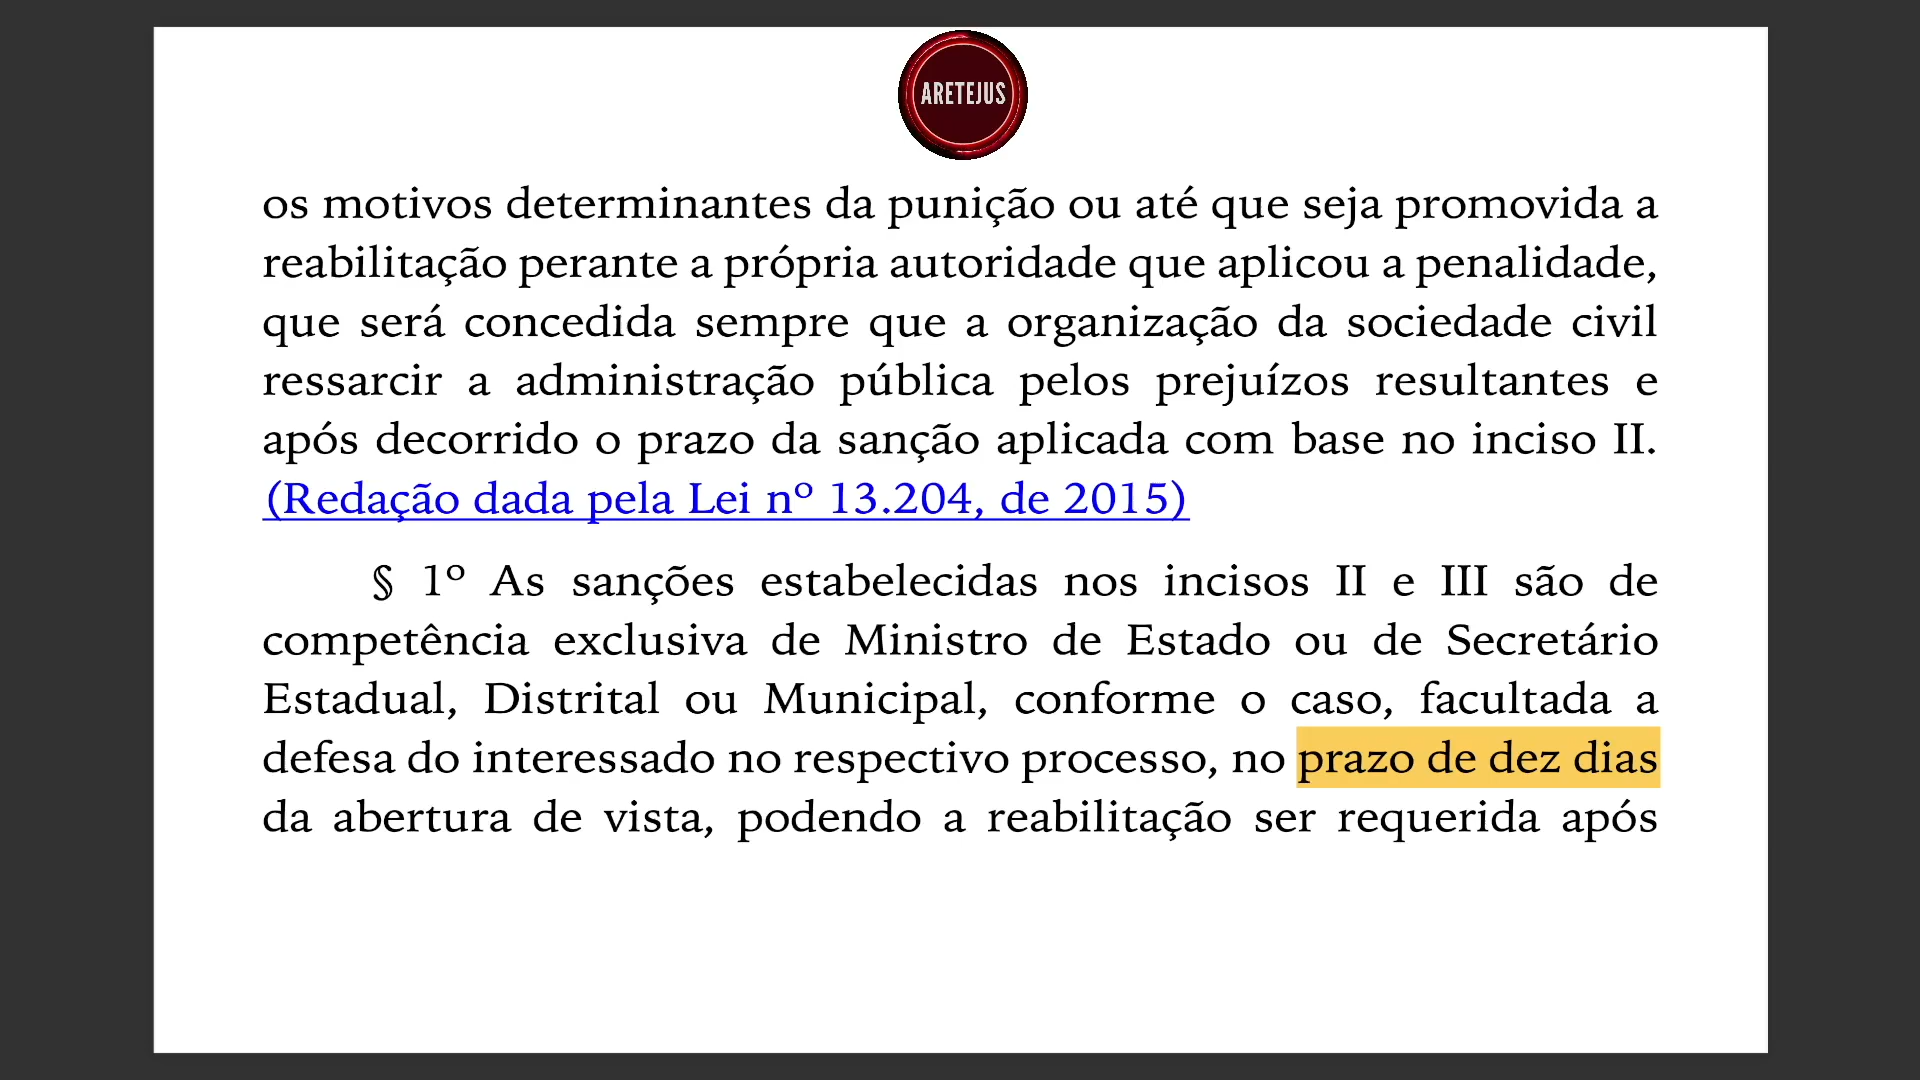 ARETEJUS
os motivos determinantes da punição ou até que seja promovida a
reabilitação perante a própria autoridade que aplicou a penalidade,
que será concedida sempre que a organização da sociedade civil
ressarcir a administração pública pelos prejuízos resultantes e
após decorrido o prazo da sanção aplicada com base no inciso II.
(Redação dada pela Lei nº 13.204, de 2015)
§ 1º As sanções estabelecidas nos incisos II e III são de
competência exclusiva de Ministro de Estado ou de Secretário
Estadual, Distrital ou Municipal, conforme o caso, facultada a
defesa do interessado no respectivo processo, no prazo de dez dias
da abertura de vista, podendo a reabilitação ser requerida após